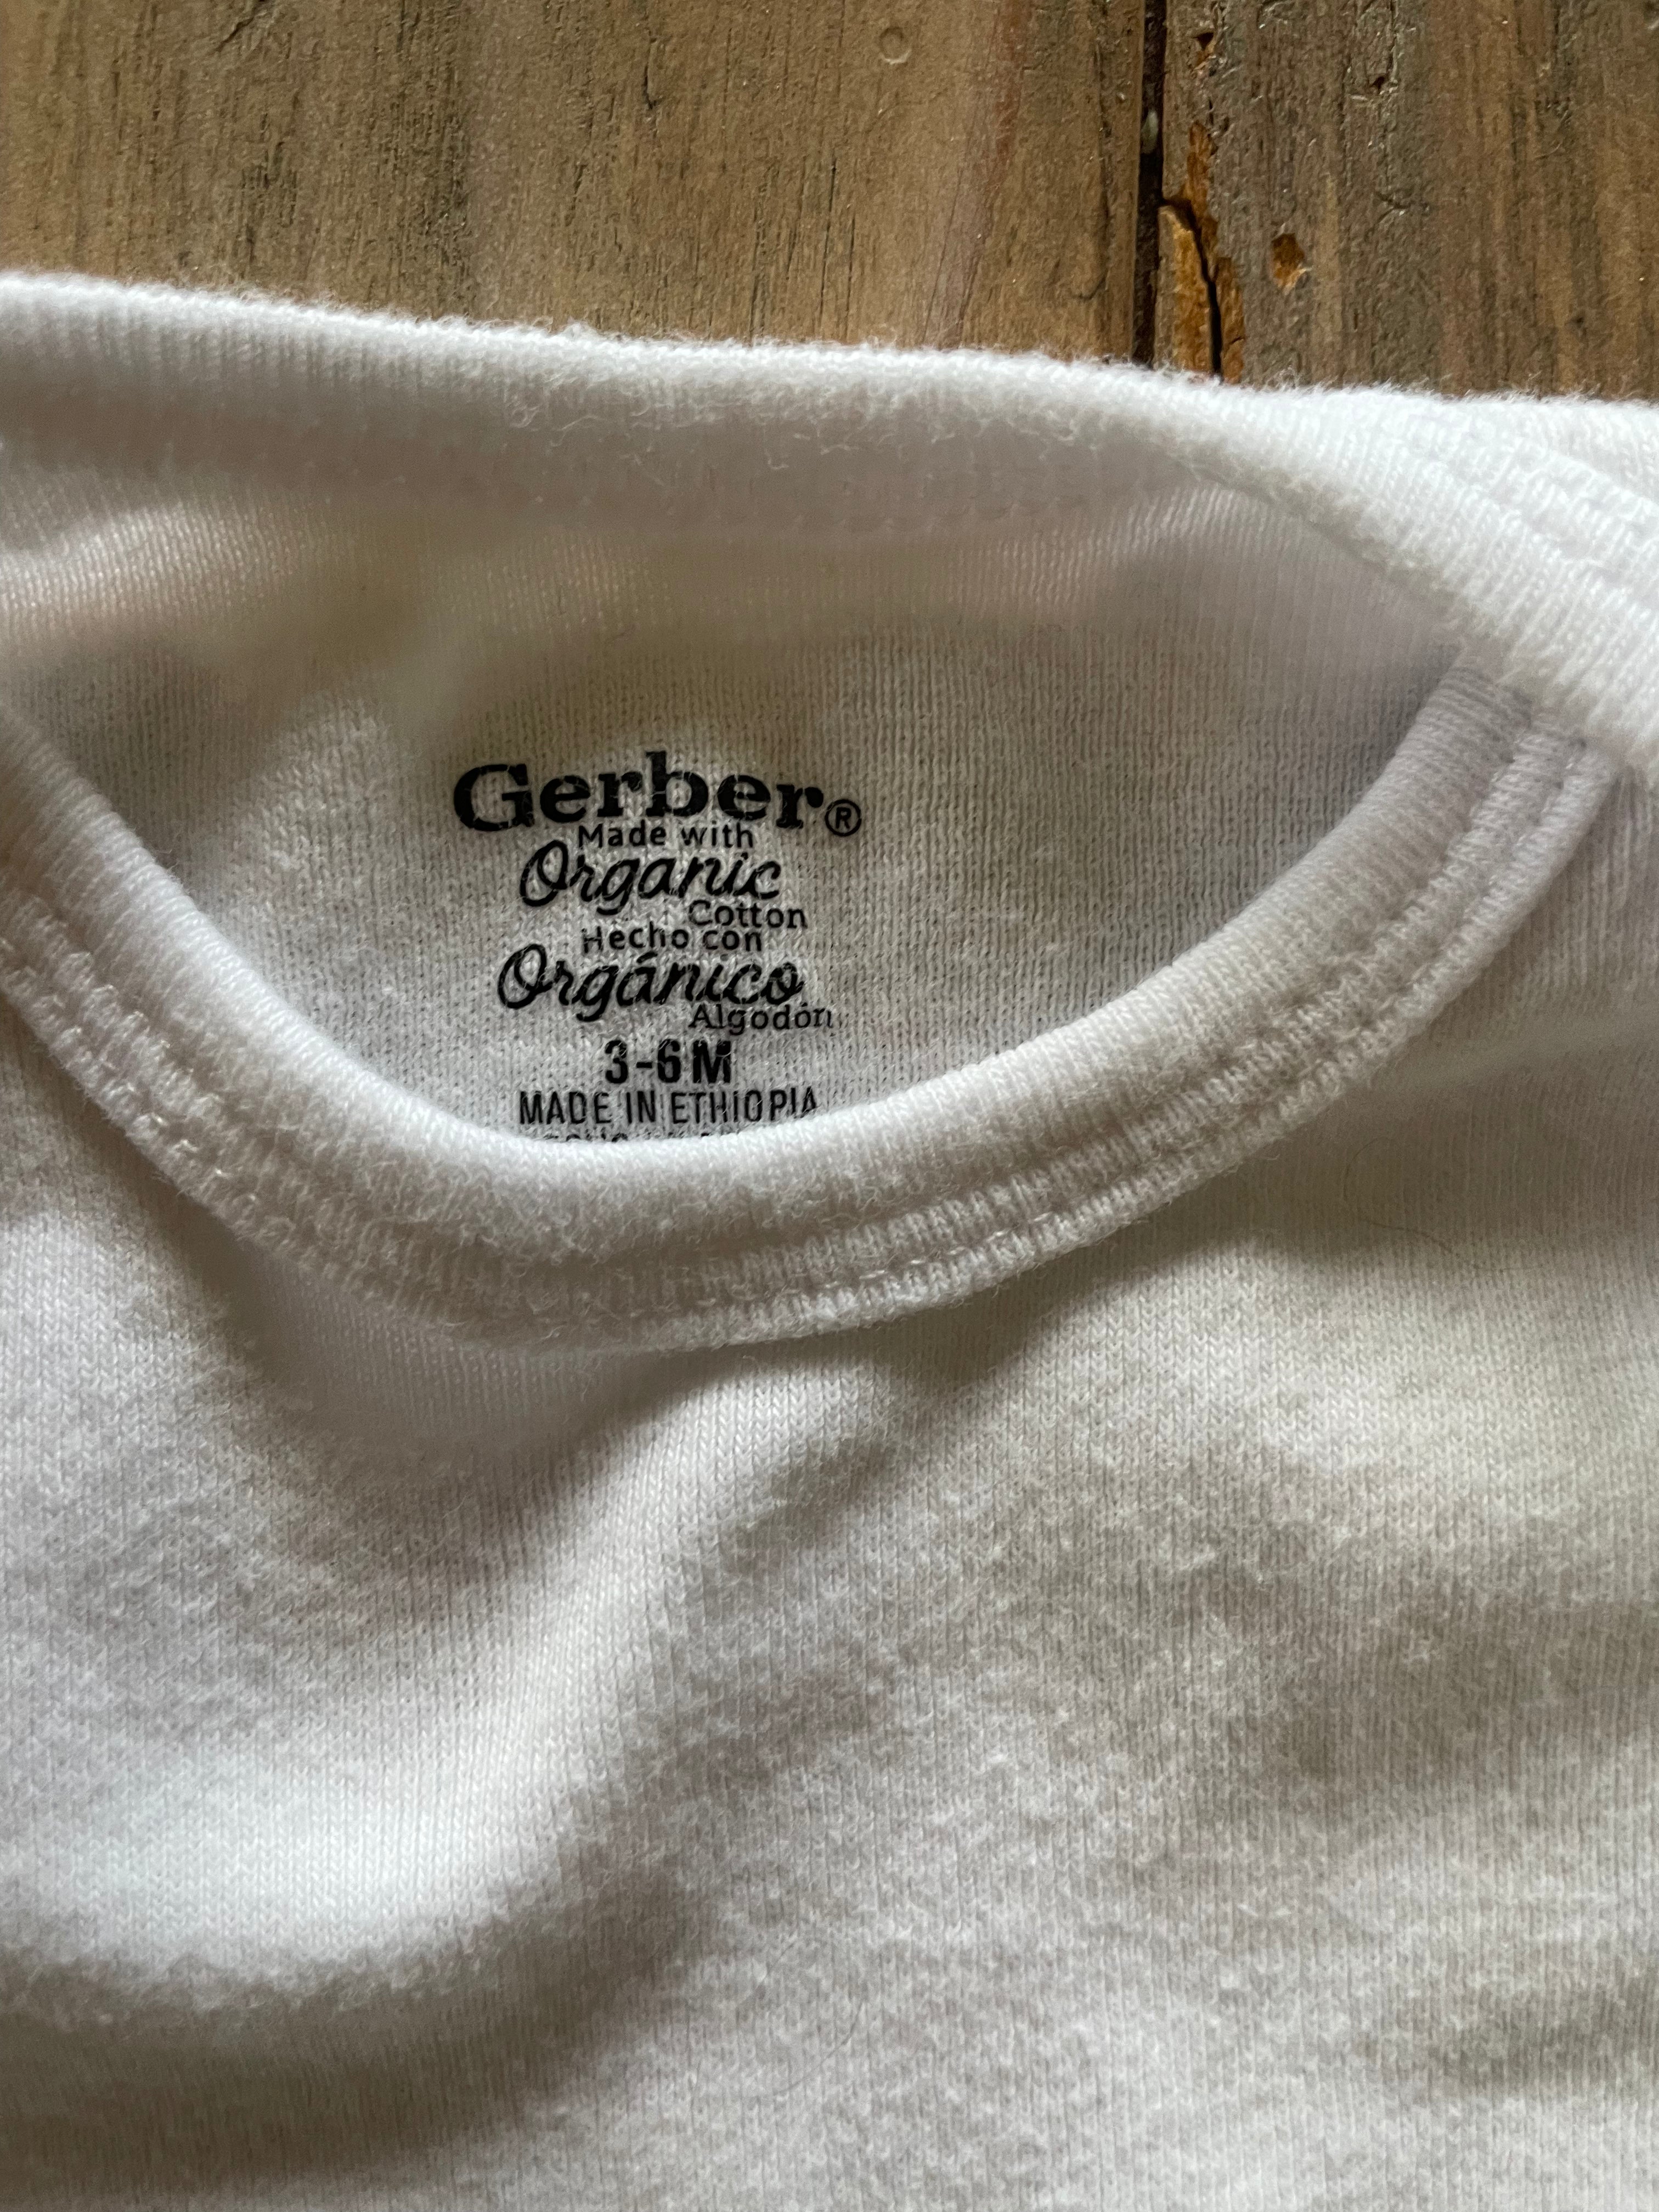 Gerber®
Made with
Organic
Cotton
Hecho con
Orgánico
Algodón
3-6M
MADE IN ETHIOPIA